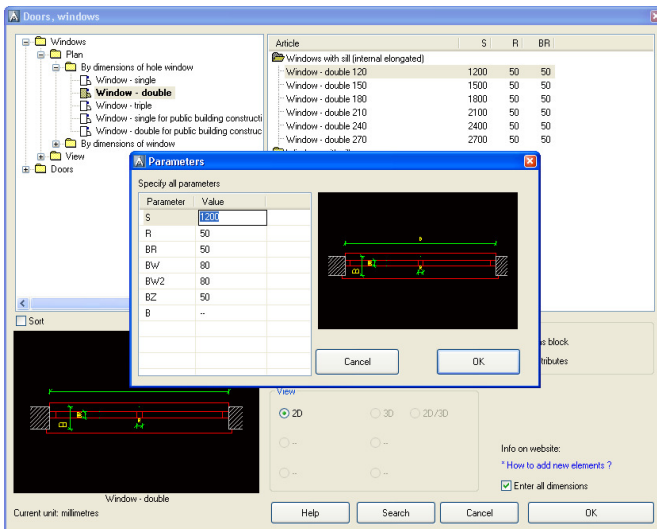 Doors, windows
Windows
Plan
By dimensions of hole window
Window - single
Window - double
Window - triple
Window - single for public building constructi
Window - double for public building construc
By dimensions of window
View
Doors
Article S R BR
Windows with sill (internal elongated)
Window - double 120 1200 50 50
Window - double 150 1500 50 50
Window - double 180 1800 50 50
Window - double 210 2100 50 50
Window - double 240 2400 50 50
Window - double 270 2700 50 50
Parameters
Specify all parameters
Parameter Value
S 1200
R 50
BR 50
BW 80
BW2 80
BZ 50
B --
Cancel OK
Sort
as block
tributes
View
2D 3D 2D/3D
- -
- -
Info on website:
* How to add new elements ?
Enter all dimensions
Window - double
Current unit: millimetres
Help Search Cancel OK